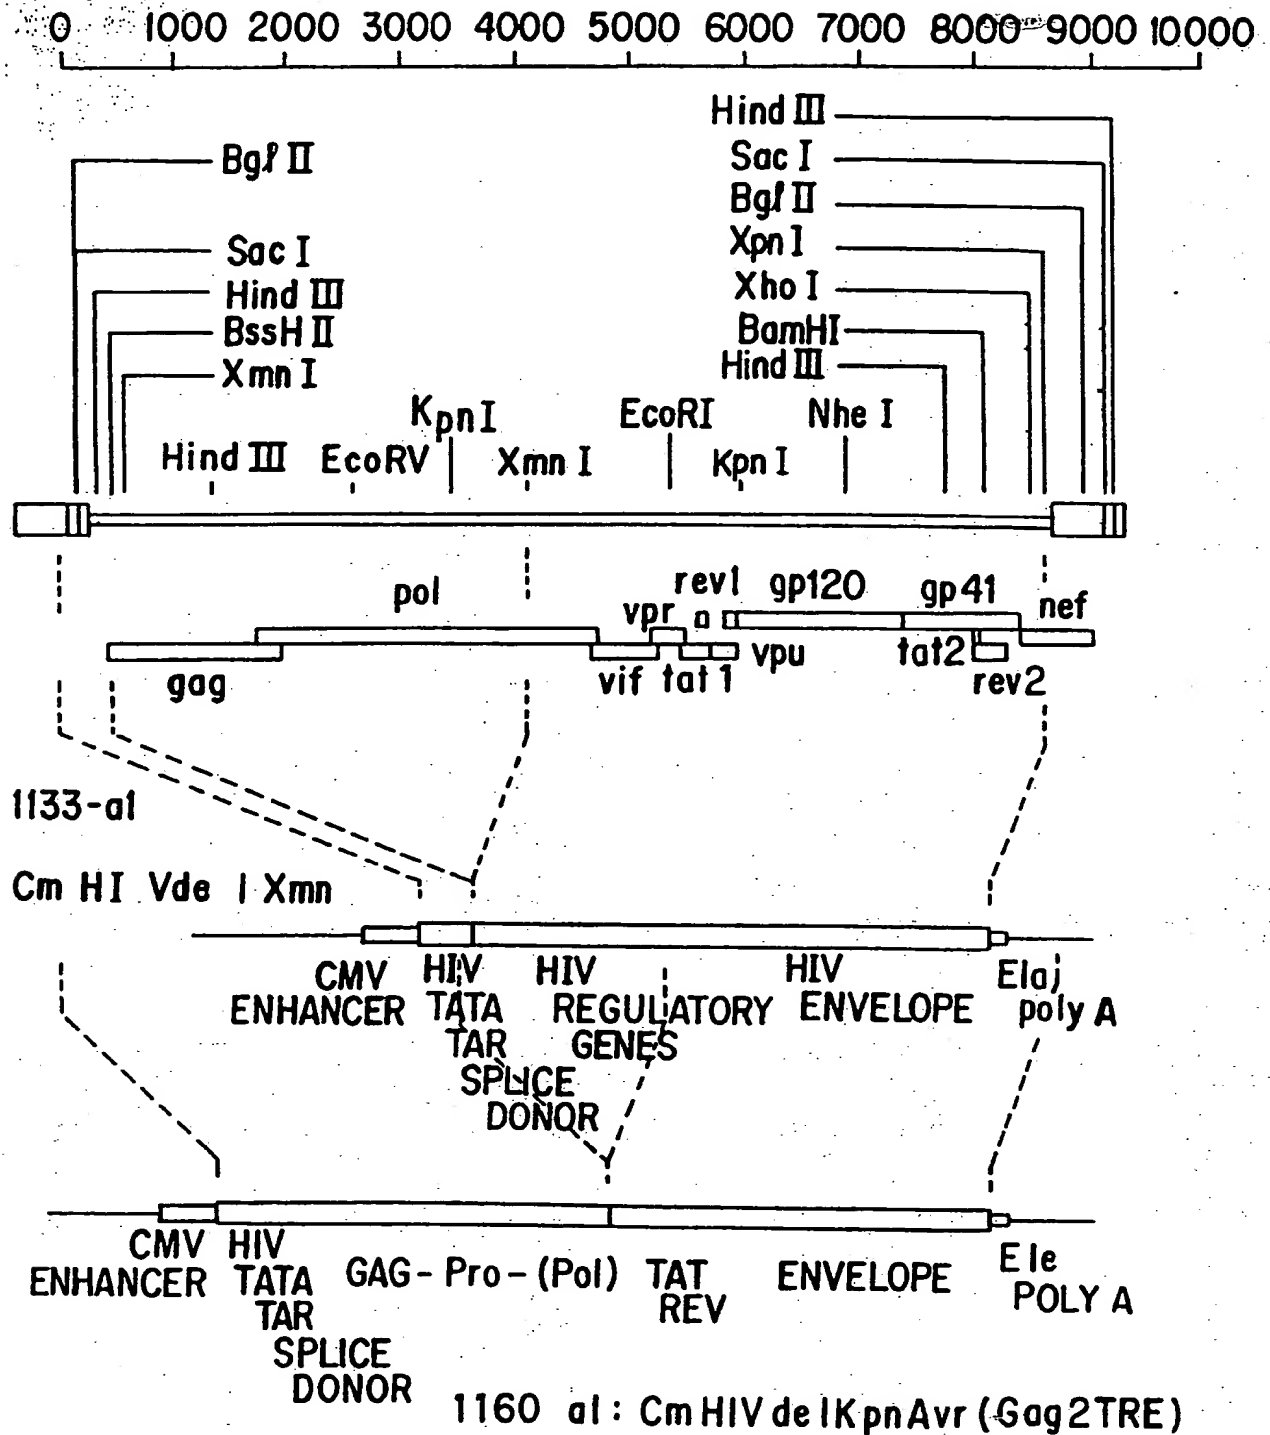 0 1000 2000 3000 4000 5000 6000 7000 8000 9000 10000
Hind III
Bgl II
Sac I
Bgl II
Sac I
Xpn I
Hind III
Xho I
BssH II
BamHI
Xmn I
Hind III
Kpn I
EcoRI
Nhe I
Hind III
EcoRV
Xmn I
Kpn I
pol
rev1
gp120
gp41
vpr
nef
gag
vif
tat 1
vpu
tat2
rev2
1133-a1
Cm HI Vde l Xmn
CMV ENHANCER
HIV TATA
TAR
SPLICE
DONOR
HIV
REGULATORY
GENES
HIV
ENVELOPE
Elaj
poly A
CMV
ENHANCER
HIV
TATA
TAR
SPLICE
DONOR
GAG-Pro-(Pol)
TAT
REV
ENVELOPE
Ele
POLY A
1160 al: CmHIV delKpnAvr (Gag2TRE)